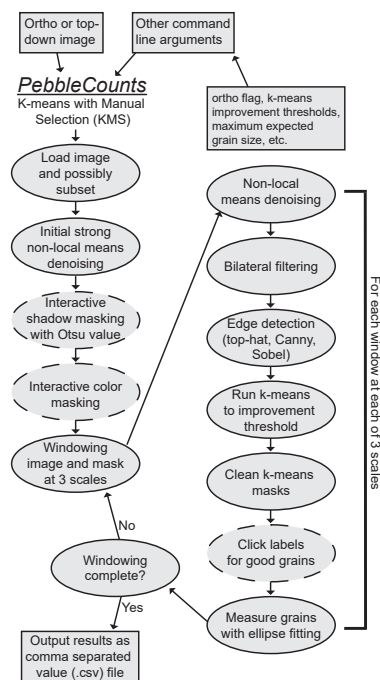 Ortho or top-
down image
Other command
line arguments
PebbleCounts
K-means with Manual
Selection (KMS)
ortho flag, k-means
improvement thresholds,
maximum expected
grain size, etc.
Load image
and possibly
subset
Initial strong
non-local means
denoising
Interactive
shadow masking
with Otsu value
Interactive color
masking
Windowing
image and mask
at 3 scales
Non-local
means denoising
Bilateral filtering
Edge detection
(top-hat, Canny,
Sobel)
Run k-means
to improvement
threshold
Clean k-means
masks
Click labels
for good grains
Measure grains
with ellipse fitting
For each window at each of 3 scales
No
Windowing
complete?
Yes
Output results as
comma separated
value (.csv) file